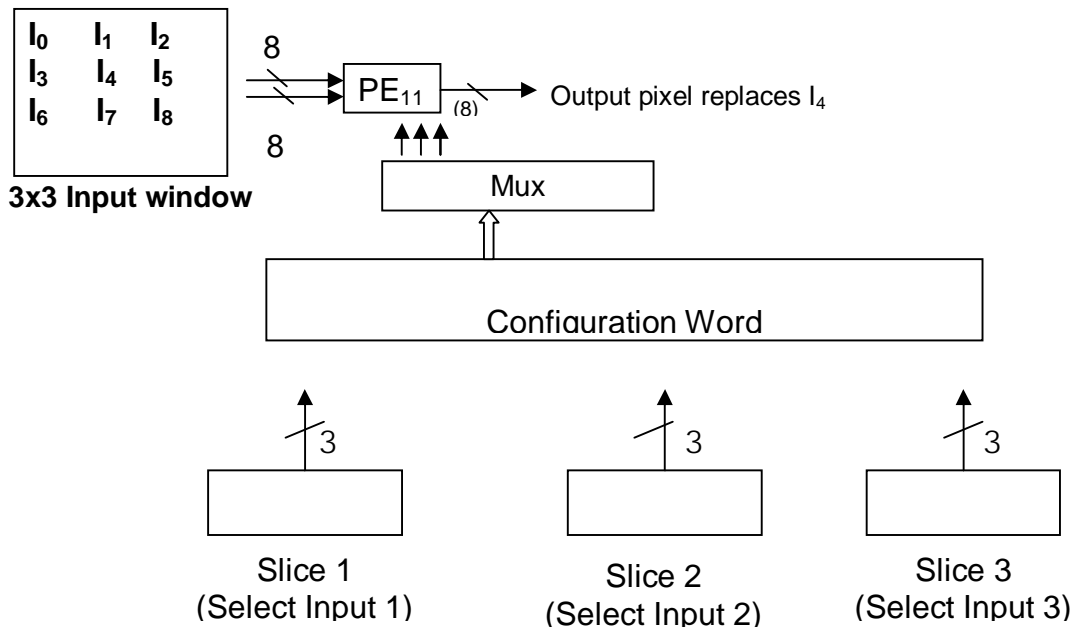 I0 I1 I2
I3 I4 I5
I6 I7 I8
3x3 Input window
8
8
PE11
(8)
Output pixel replaces I4
Mux
Configuration Word
3
3
3
Slice 1
(Select Input 1)
Slice 2
(Select Input 2)
Slice 3
(Select Input 3)